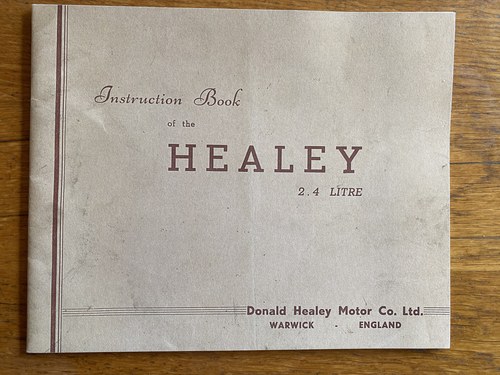 Instruction Book
of the
HEALEY
2.4 LITRE
Donald Healey Motor Co. Ltd.
WARWICK - ENGLAND